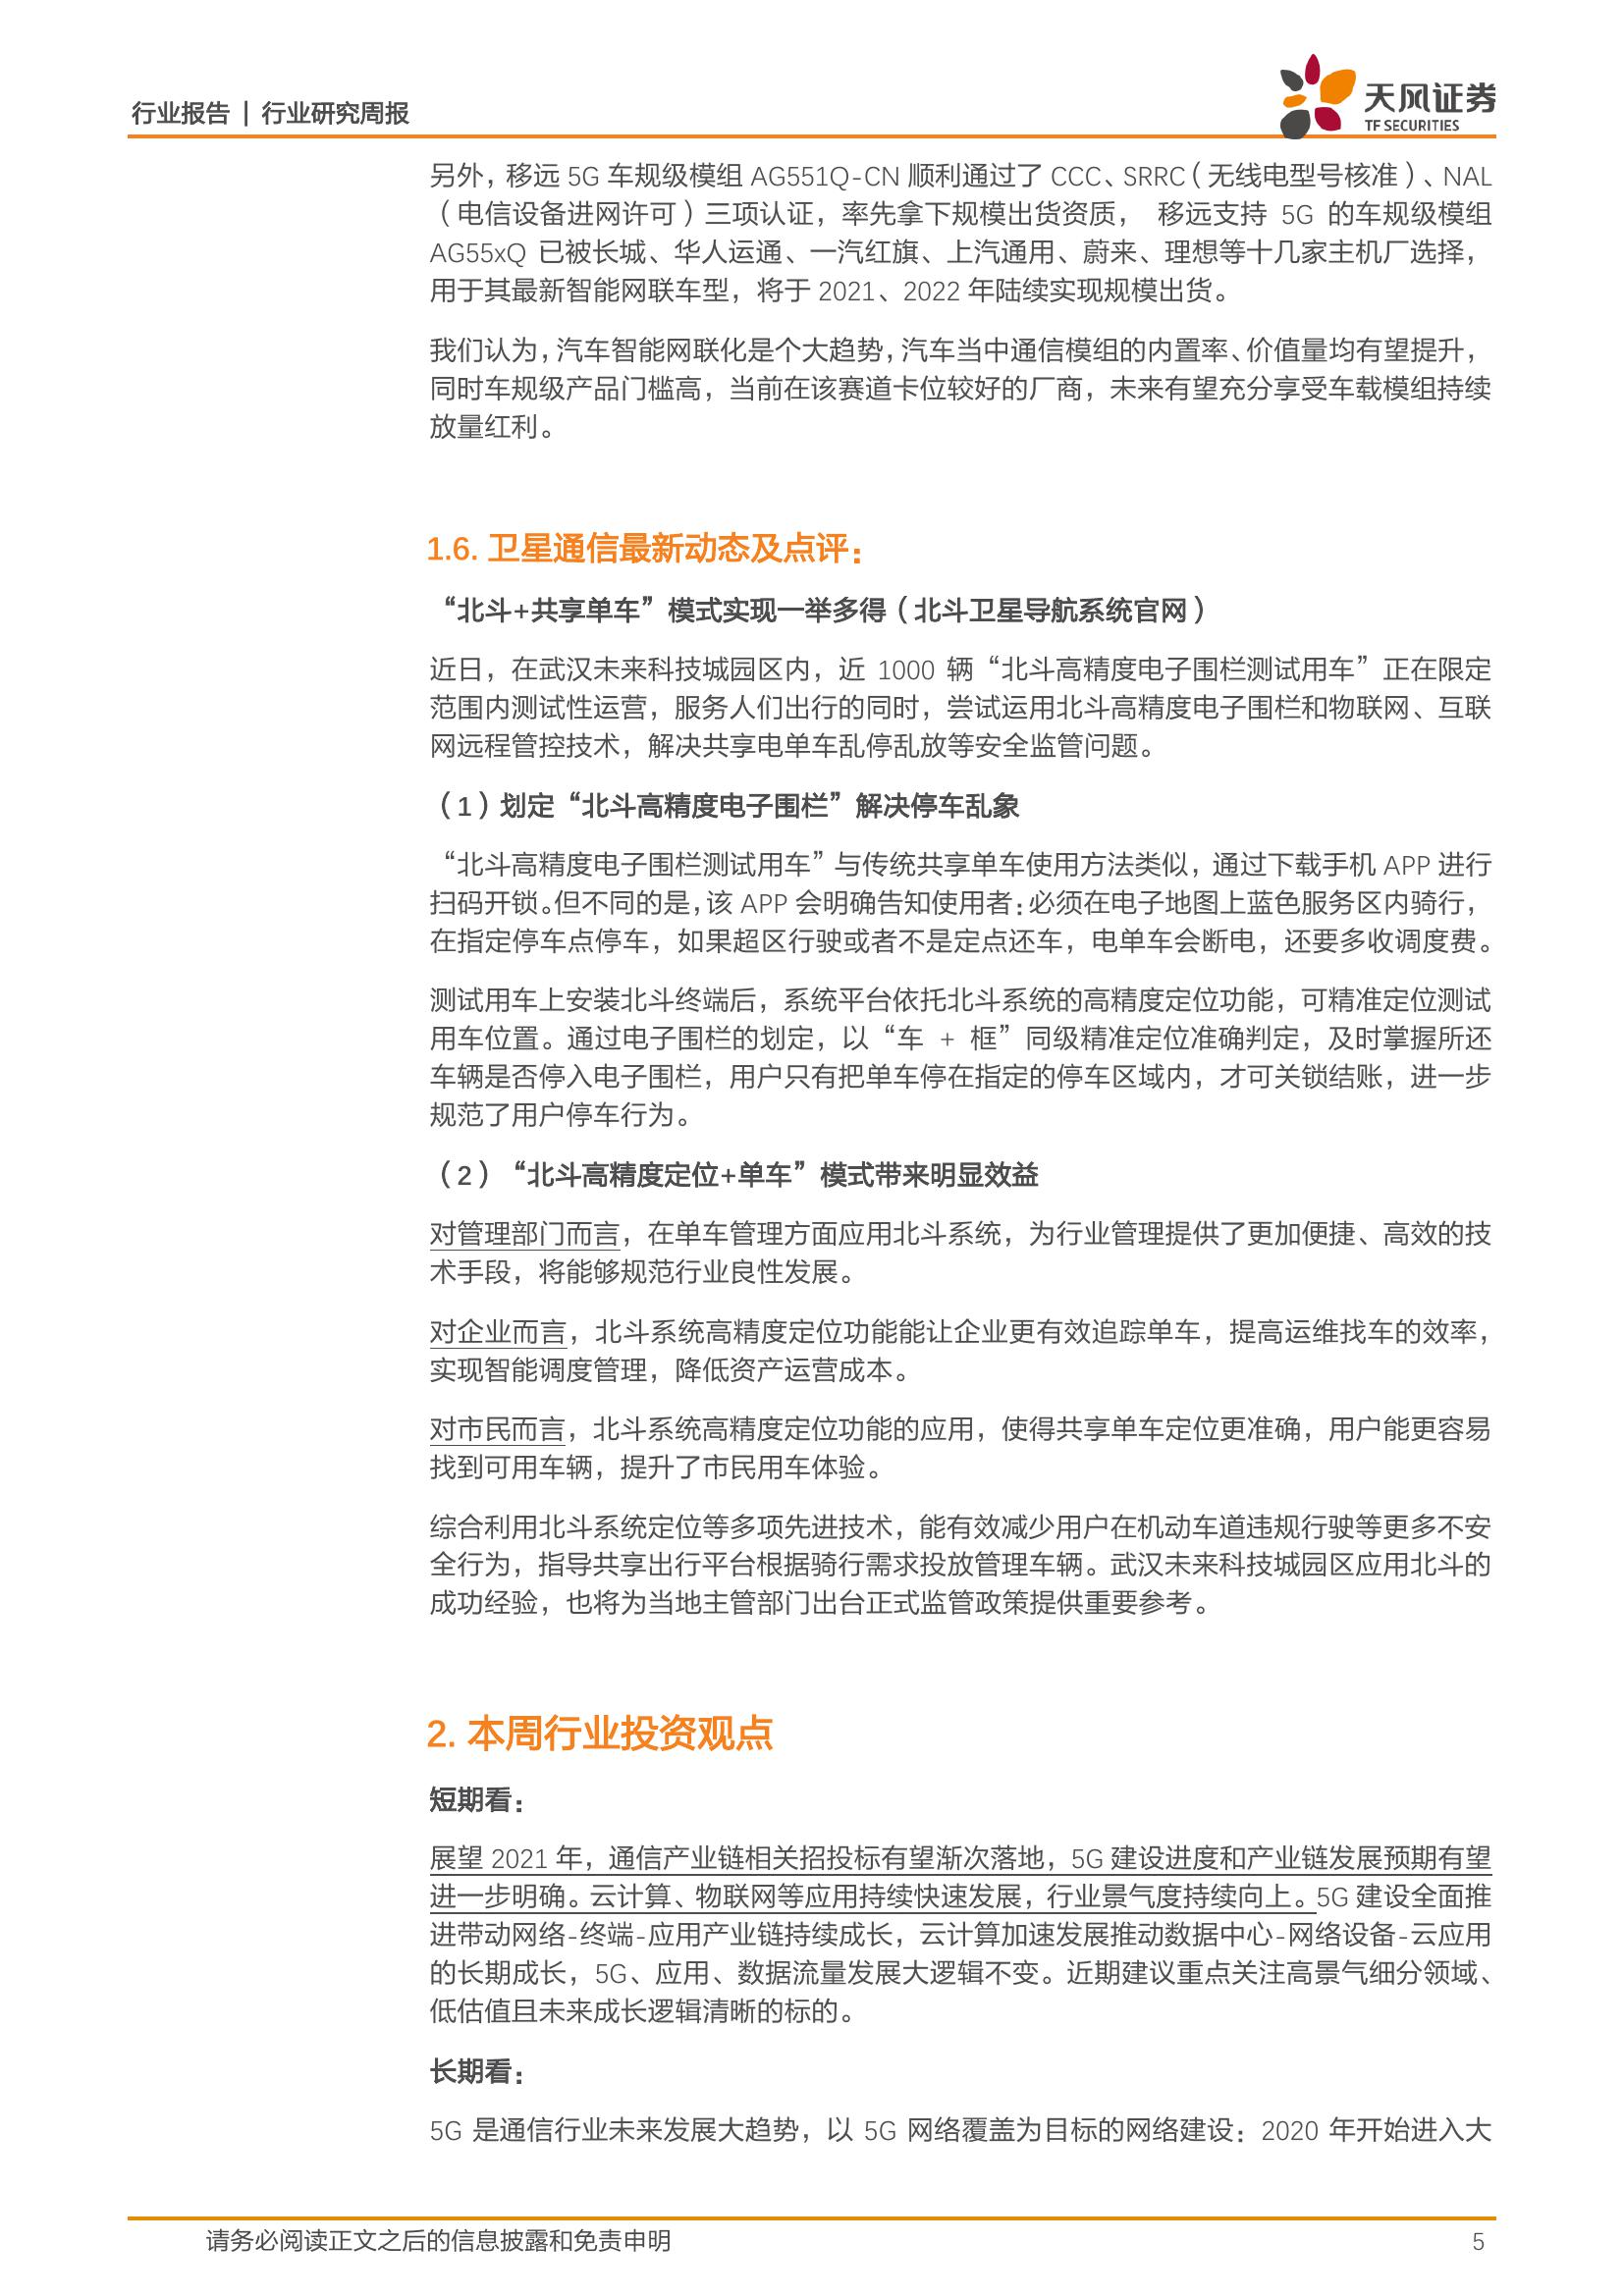 行业报告 | 行业研究周报
天风证券
TF SECURITIES
另外，移远 5G 车规级模组 AG551Q-CN 顺利通过了 CCC、SRRC（无线电型号核准）、NAL
（电信设备进网许可）三项认证，率先拿下规模出货资质， 移远支持 5G 的车规级模组
AG55xQ 已被长城、华人运通、一汽红旗、上汽通用、蔚来、理想等十几家主机厂选择，
用于其最新智能网联车型，将于 2021、2022 年陆续实现规模出货。
我们认为，汽车智能网联化是个大趋势，汽车当中通信模组的内置率、价值量均有望提升，
同时车规级产品门槛高，当前在该赛道卡位较好的厂商，未来有望充分享受车载模组持续
放量红利。
1.6. 卫星通信最新动态及点评：
“北斗+共享单车”模式实现一举多得（北斗卫星导航系统官网）
近日，在武汉未来科技城园区内，近 1000 辆“北斗高精度电子围栏测试用车”正在限定
范围内测试性运营，服务人们出行的同时，尝试运用北斗高精度电子围栏和物联网、互联
网远程管控技术，解决共享电单车乱停乱放等安全监管问题。
（1）划定“北斗高精度电子围栏”解决停车乱象
“北斗高精度电子围栏测试用车”与传统共享单车使用方法类似，通过下载手机 APP 进行
扫码开锁。但不同的是，该 APP 会明确告知使用者：必须在电子地图上蓝色服务区内骑行，
在指定停车点停车，如果超区行驶或者不是定点还车，电单车会断电，还要多收调度费。
测试用车上安装北斗终端后，系统平台依托北斗系统的高精度定位功能，可精准定位测试
用车位置。通过电子围栏的划定，以“车 + 框”同级精准定位准确判定，及时掌握所还
车辆是否停入电子围栏，用户只有把单车停在指定的停车区域内，才可关锁结账，进一步
规范了用户停车行为。
（2）“北斗高精度定位+单车”模式带来明显效益
对管理部门而言，在单车管理方面应用北斗系统，为行业管理提供了更加便捷、高效的技
术手段，将能够规范行业良性发展。
对企业而言，北斗系统高精度定位功能能让企业更有效追踪单车，提高运维找车的效率，
实现智能调度管理，降低资产运营成本。
对市民而言，北斗系统高精度定位功能的应用，使得共享单车定位更准确，用户能更容易
找到可用车辆，提升了市民用车体验。
综合利用北斗系统定位等多项先进技术，能有效减少用户在机动车道违规行驶等更多不安
全行为，指导共享出行平台根据骑行需求投放管理车辆。武汉未来科技城园区应用北斗的
成功经验，也将为当地主管部门出台正式监管政策提供重要参考。
2. 本周行业投资观点
短期看：
展望 2021 年，通信产业链相关招投标有望渐次落地，5G 建设进度和产业链发展预期有望
进一步明确。云计算、物联网等应用持续快速发展，行业景气度持续向上。5G 建设全面推
进带动网络-终端-应用产业链持续成长，云计算加速发展推动数据中心-网络设备-云应用
的长期成长，5G、应用、数据流量发展大逻辑不变。近期建议重点关注高景气细分领域、
低估值且未来成长逻辑清晰的标的。
长期看：
5G 是通信行业未来发展大趋势，以 5G 网络覆盖为目标的网络建设：2020 年开始进入大
请务必阅读正文之后的信息披露和免责申明
5